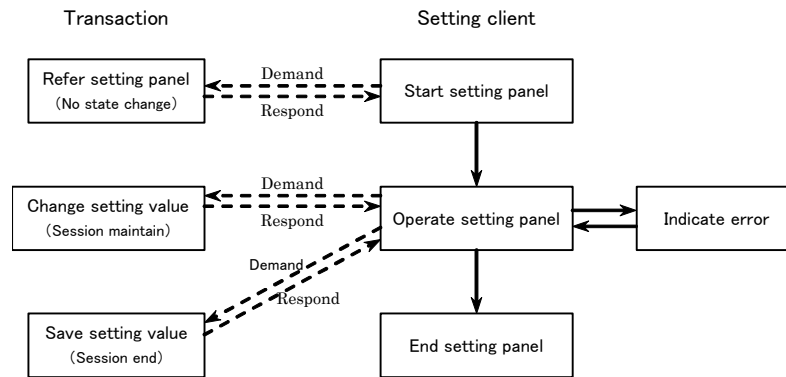 Transaction
Setting client
Refer setting panel
(No state change)
Demand
Respond
Start setting panel
Change setting value
(Session maintain)
Demand
Respond
Operate setting panel
Indicate error
Demand
Respond
Save setting value
(Session end)
End setting panel